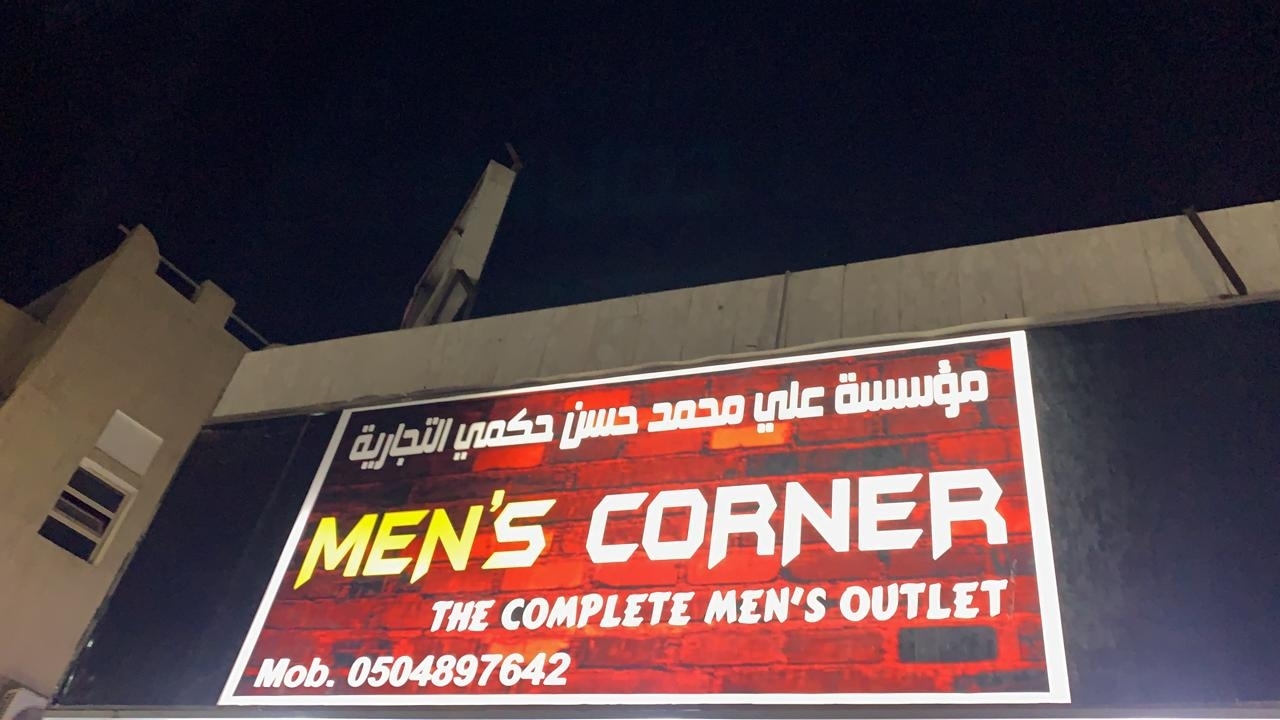 مؤسسة علي محمد حسن حكمي التجارية
MEN'S CORNER
THE COMPLETE MEN'S OUTLET
Mob. 0504897642